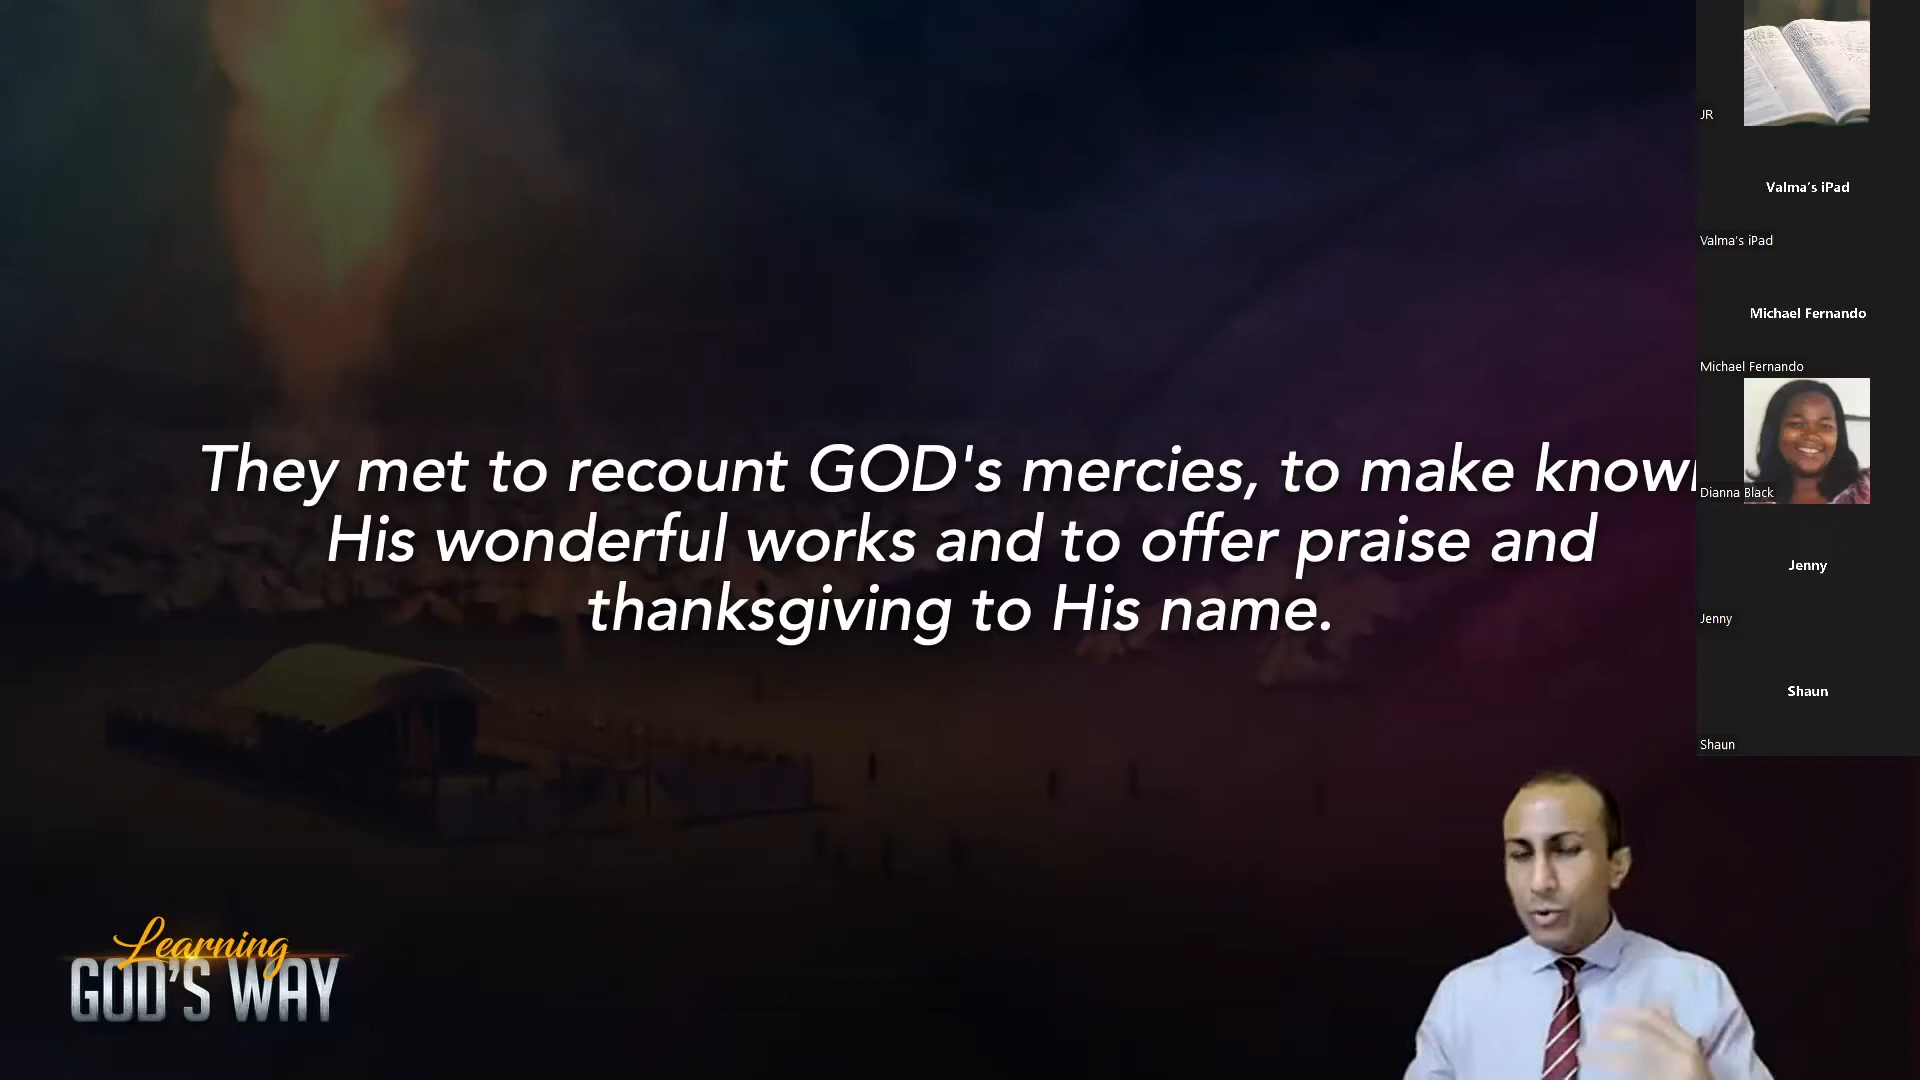 They met to recount GOD's mercies, to make know
His wonderful works and to offer praise and
thanksgiving to His name.
Learning
GOD'S WAY
JR
Valma's iPad
Valma's iPad
Michael Fernando
Michael Fernando
Dianna Black
Jenny
Jenny
Shaun
Shaun